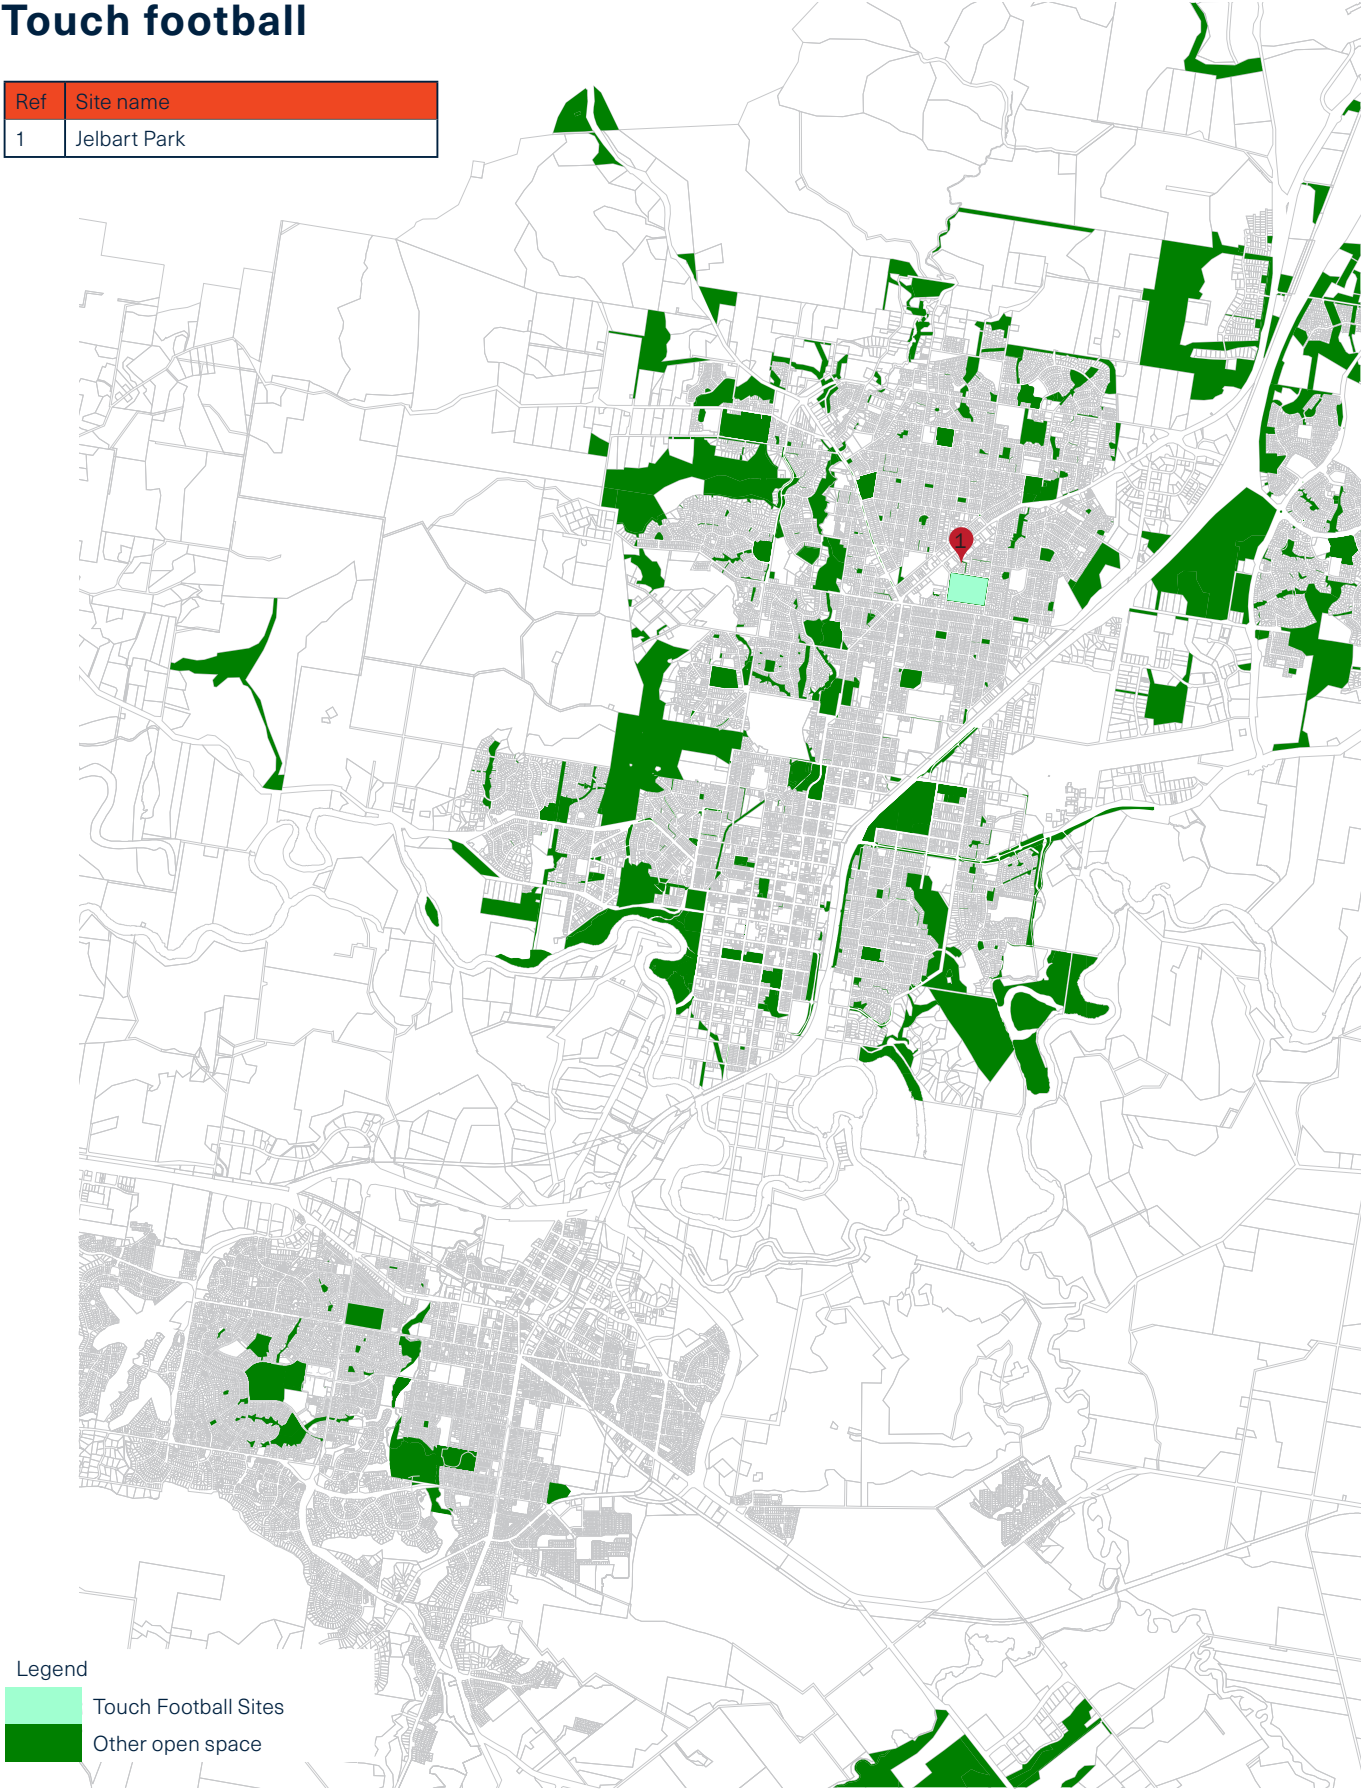 Touch football
Ref Site name
1 Jelbart Park
1
Legend
Touch Football Sites
Other open space